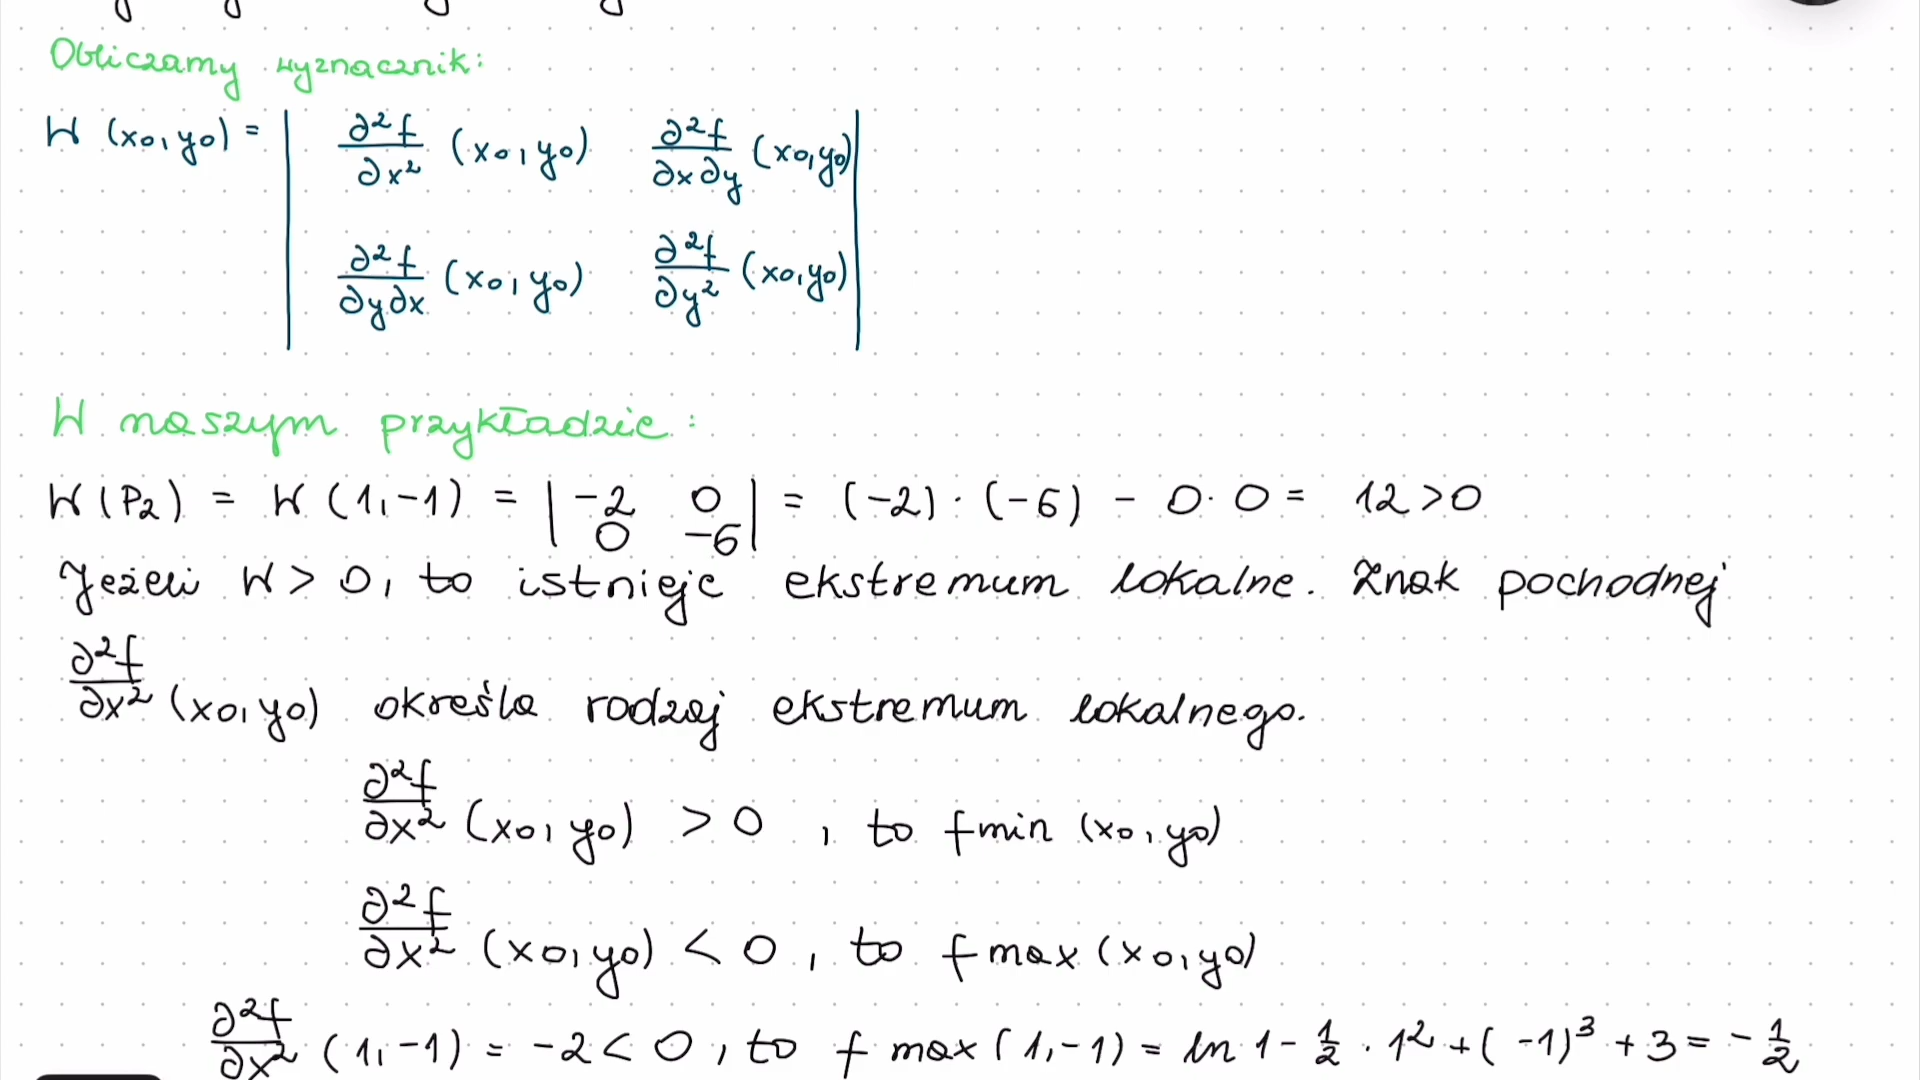 Obliczamy wyznacznik:
W (x0, y0) = | ∂²f/∂x² (x0, y0) ∂²f/∂x∂y (x0, y0) |
| ∂²f/∂y∂x (x0, y0) ∂²f/∂y² (x0, y0) |
W naszym przykładzie:
W(P2) = W (1, -1) = | -2 0 | = (-2) · (-6) - 0 · 0 = 12 > 0
| 0 -6 |
Jeżeli W > 0, to istnieje ekstremum lokalne. Znak pochodnej
∂²f/∂x² (x0, y0) określa rodzaj ekstremum lokalnego.
∂²f/∂x² (x0, y0) > 0, to fmin (x0, y0)
∂²f/∂x² (x0, y0) < 0, to f max (x0, y0)
∂²f/∂x² (1, -1) = -2 < 0, to f max (1, -1) = ln 1 - 1/2 · 1² + (-1)³ + 3 = - 1/2